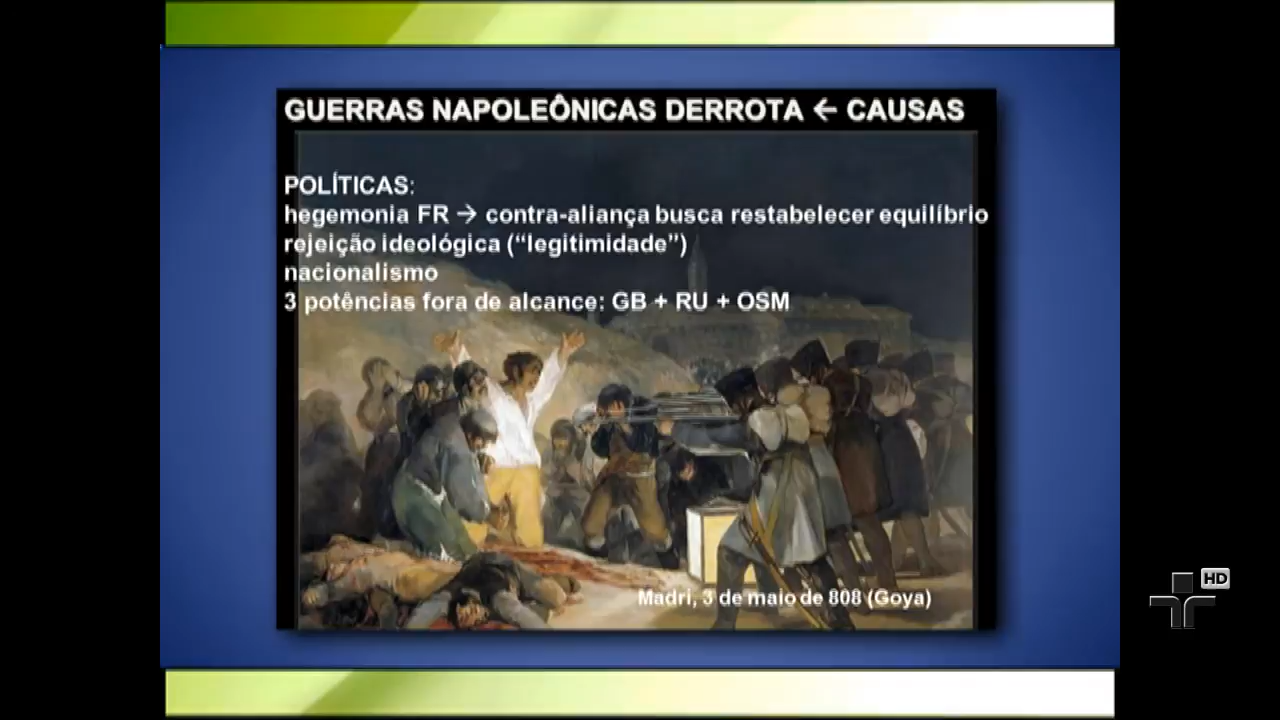 GUERRAS NAPOLEÔNICAS DERROTA ← CAUSAS
POLÍTICAS:
hegemonia FR → contra-aliança busca restabelecer equilíbrio
rejeição ideológica (“legitimidade”)
nacionalismo
3 potências fora de alcance: GB + RU + OSM
Madri, 3 de maio de 808 (Goya)
HD